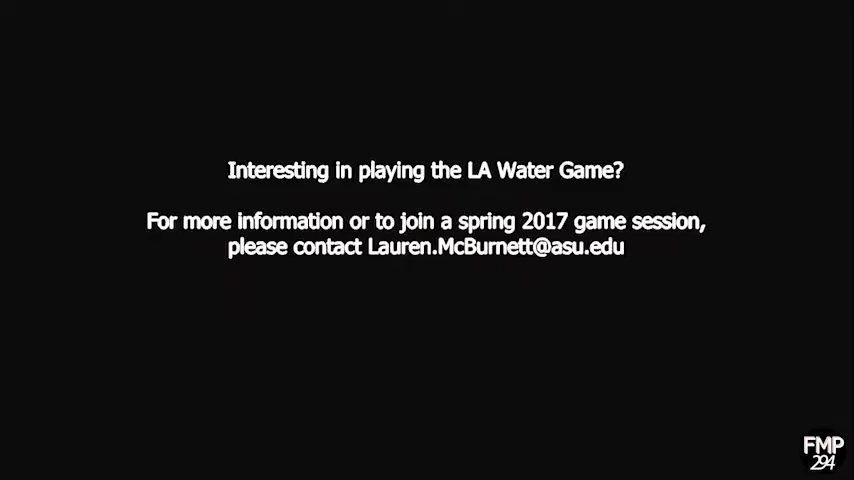 Interesting in playing the LA Water Game?
For more information or to join a spring 2017 game session,
please contact Lauren.McBurnett@asu.edu
FMP
294